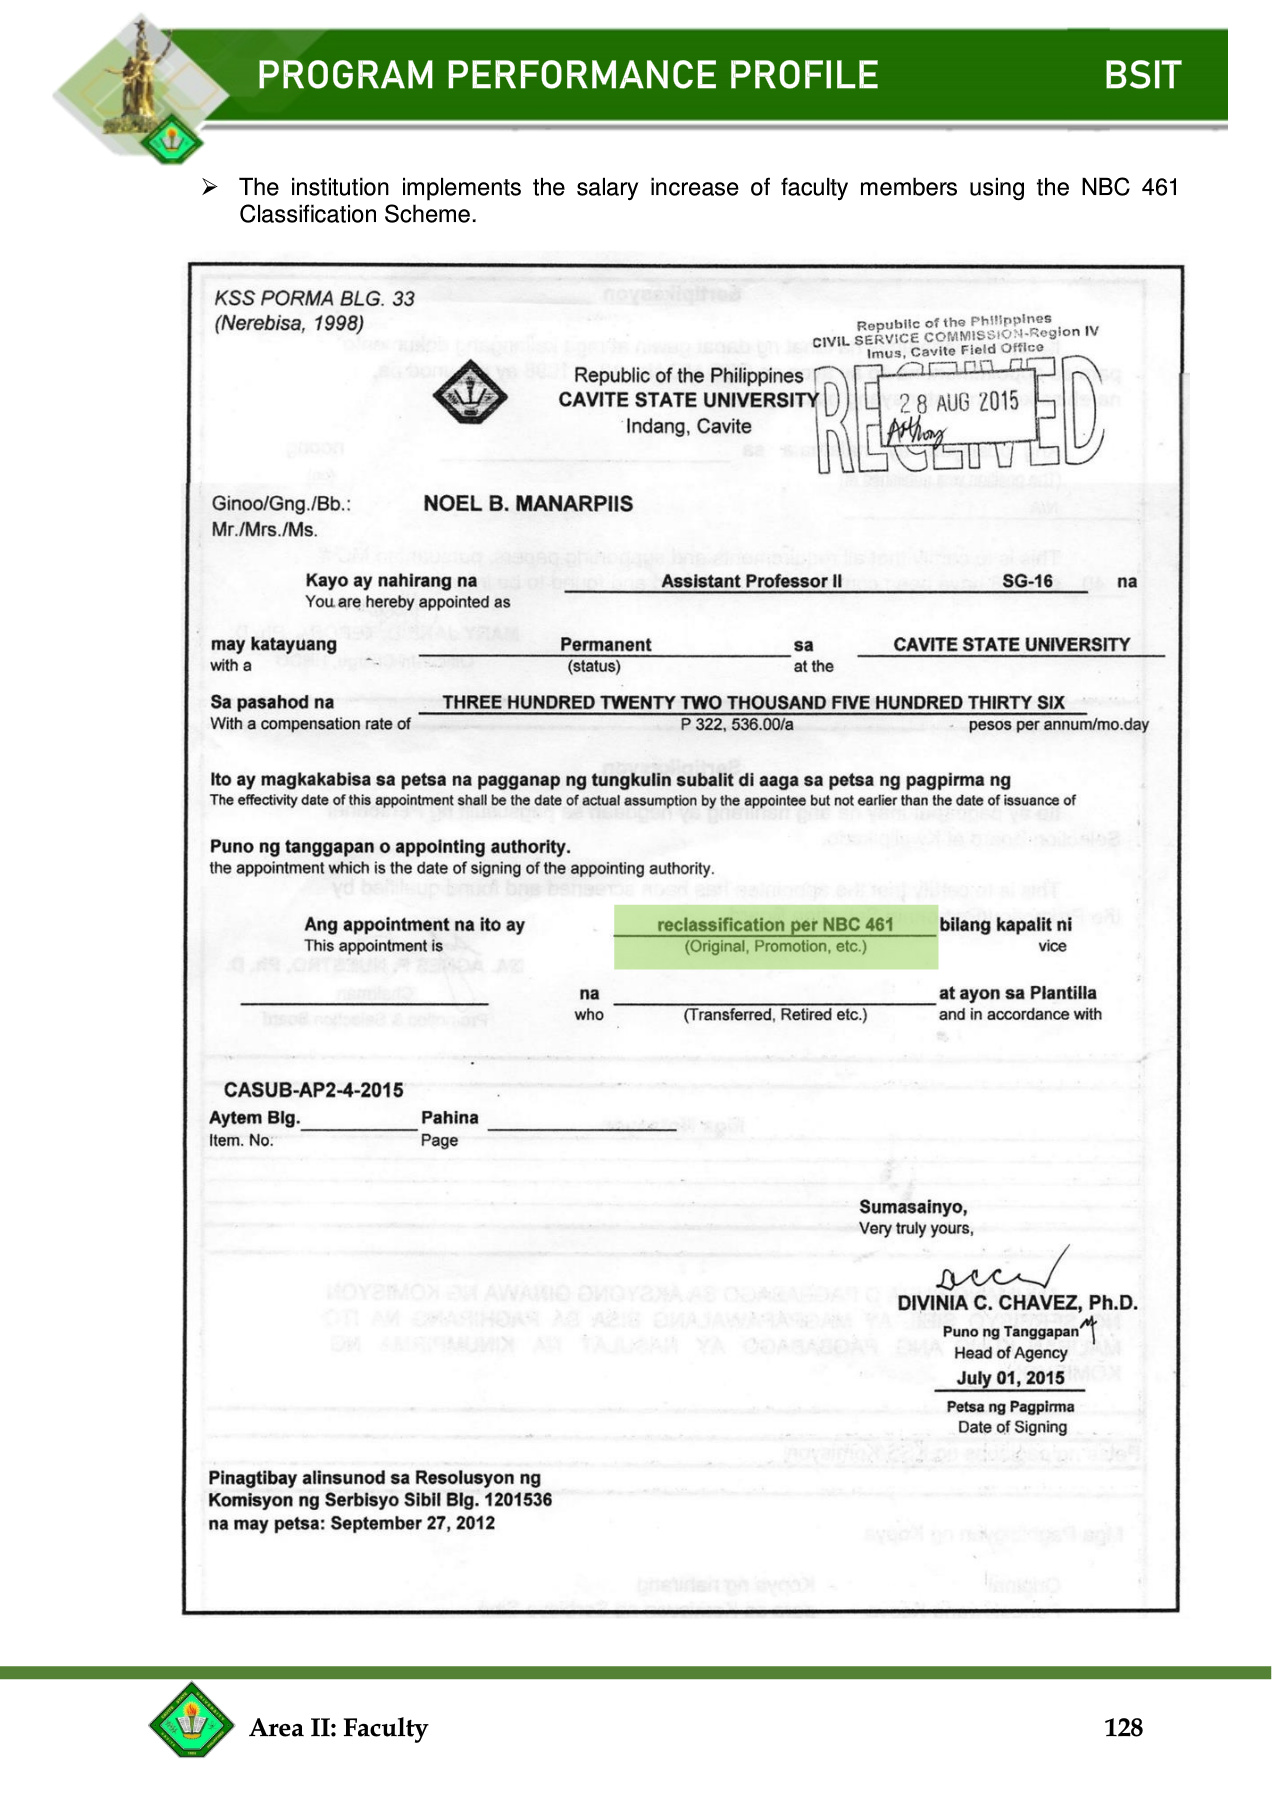 PROGRAM PERFORMANCE PROFILE BSIT
➢ The institution implements the salary increase of faculty members using the NBC 461
Classification Scheme.
KSS PORMA BLG. 33
(Nerebisa, 1998)
Republic of the Philippines
CIVIL SERVICE COMMISSION-Region IV
Imus, Cavite Field Office
RECEIVED
28 AUG 2015
Republic of the Philippines
CAVITE STATE UNIVERSITY
Indang, Cavite
Ginoo/Gng./Bb.: NOEL B. MANARPIIS
Mr./Mrs./Ms.
Kayo ay nahirang na Assistant Professor II SG-16 na
You are hereby appointed as
may katayuang Permanent sa CAVITE STATE UNIVERSITY
with a (status) at the
Sa pasahod na THREE HUNDRED TWENTY TWO THOUSAND FIVE HUNDRED THIRTY SIX
With a compensation rate of P 322, 536.00/a pesos per annum/mo.day
Ito ay magkakabisa sa petsa na pagganap ng tungkulin subalit di aaga sa petsa ng pagpirma ng
The effectivity date of this appointment shall be the date of actual assumption by the appointee but not earlier than the date of issuance of
Puno ng tanggapan o appointing authority.
the appointment which is the date of signing of the appointing authority.
Ang appointment na ito ay reclassification per NBC 461 bilang kapalit ni
This appointment is (Original, Promotion, etc.) vice
na at ayon sa Plantilla
who (Transferred, Retired etc.) and in accordance with
CASUB-AP2-4-2015
Aytem Blg. Pahina
Item. No: Page
Sumasainyo,
Very truly yours,
DIVINIA C. CHAVEZ, Ph.D.
Puno ng Tanggapan
Head of Agency
July 01, 2015
Petsa ng Pagpirma
Date of Signing
Pinagtibay alinsunod sa Resolusyon ng
Komisyon ng Serbisyo Sibil Blg. 1201536
na may petsa: September 27, 2012
Area II: Faculty 128